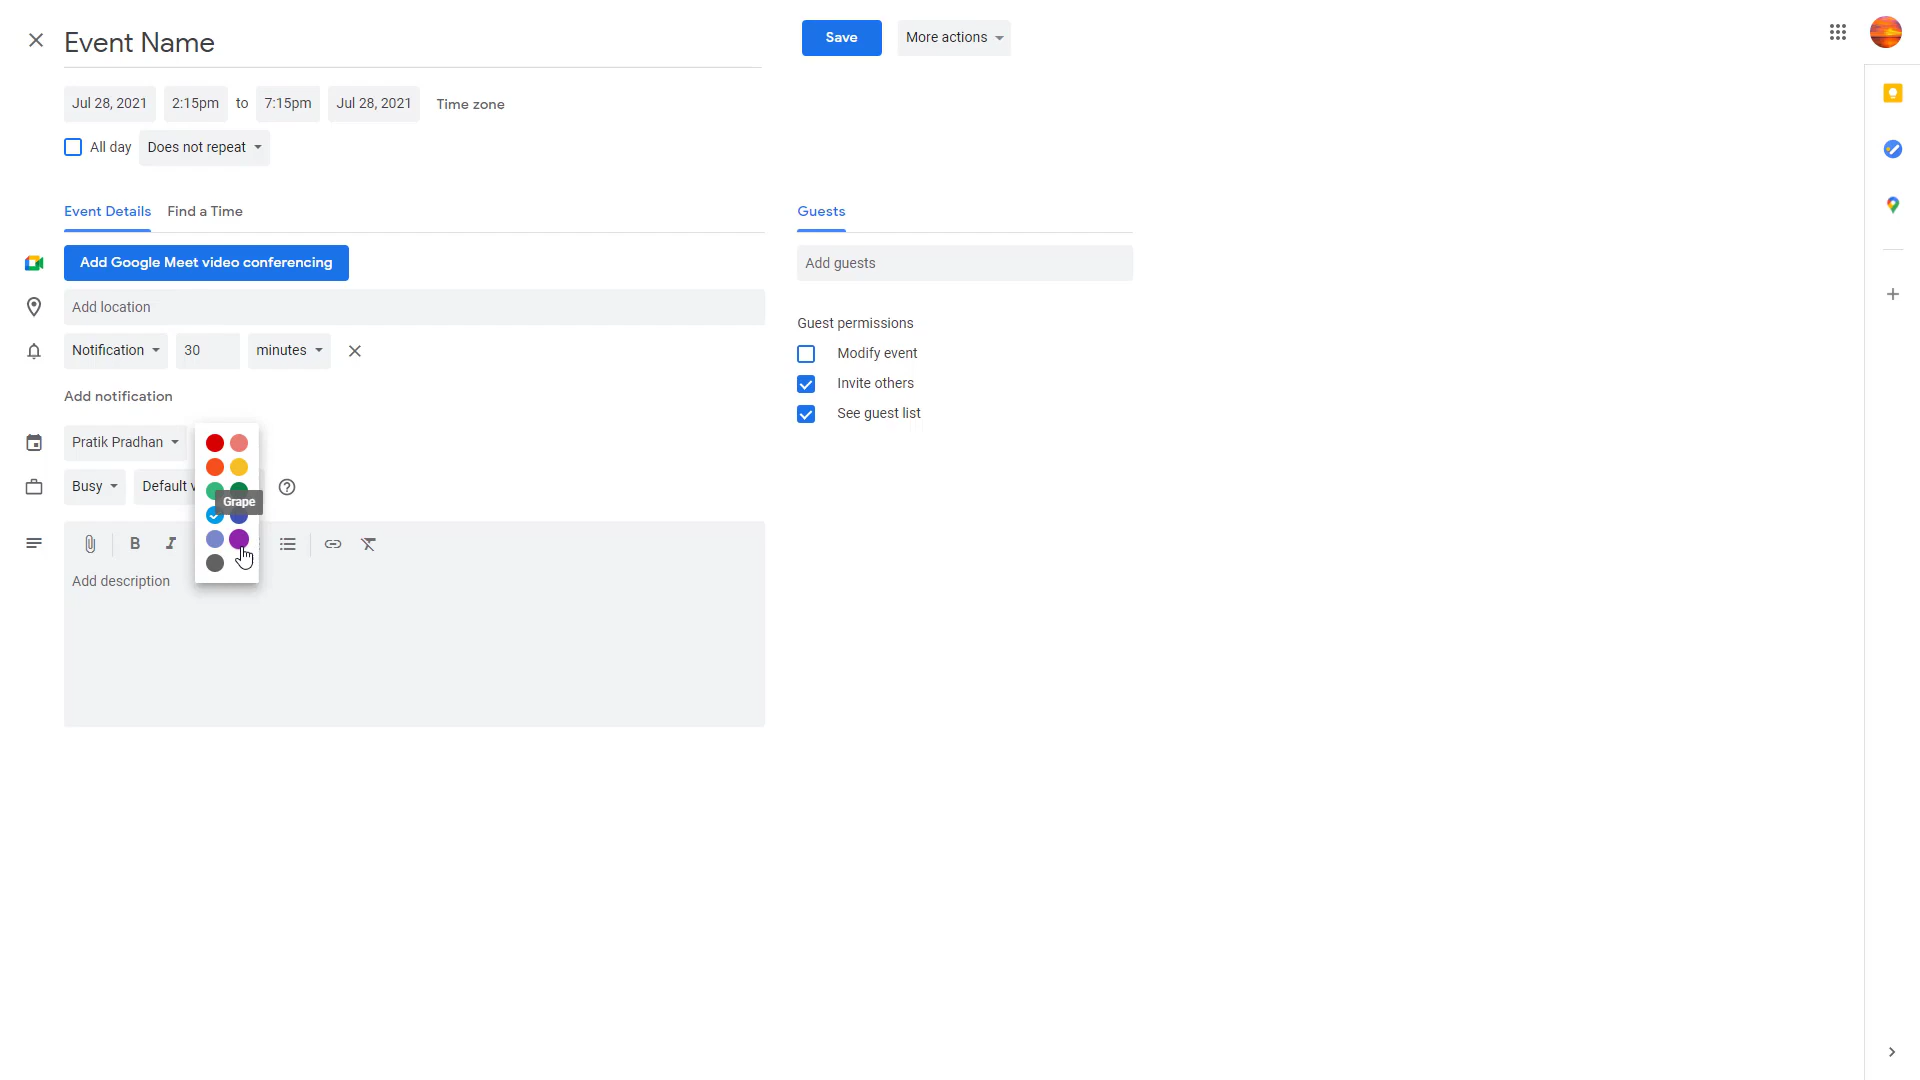 Event Name
Save
More actions
Jul 28, 2021 2:15pm to 7:15pm Jul 28, 2021 Time zone
All day Does not repeat
Event Details Find a Time
Guests
Add Google Meet video conferencing
Add guests
Add location
Guest permissions
Notification 30 minutes
Modify event
Invite others
Add notification
See guest list
Pratik Pradhan
Busy Default
Grape
B I
Add description